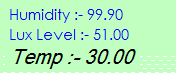 Humidity :- 99.90
Lux Level :- 51.00
Temp :- 30.00